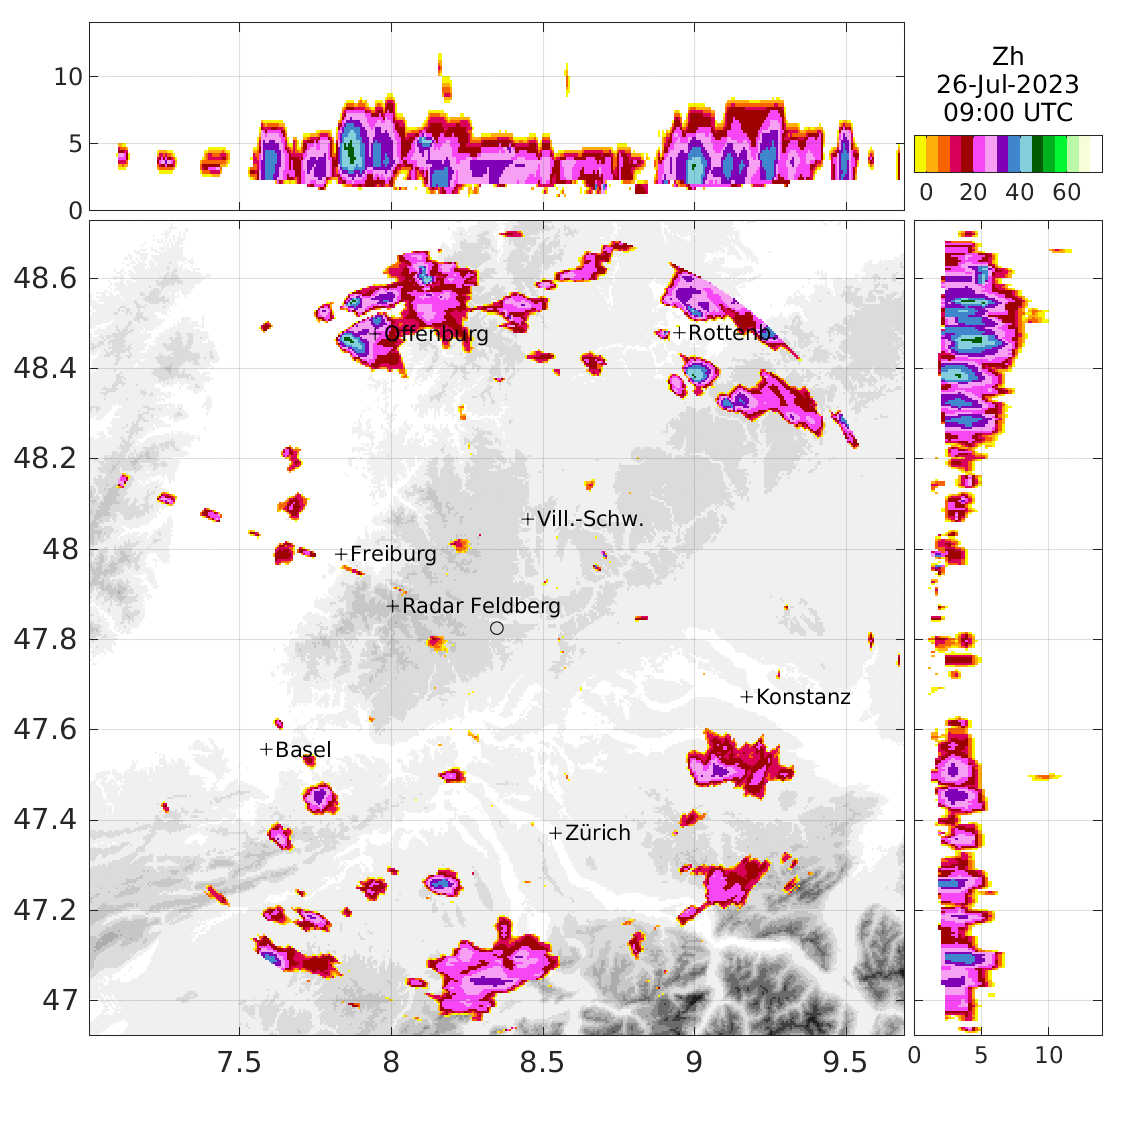 10
5
0
Zh
26-Jul-2023
09:00 UTC
0 20 40 60
48.6
48.4
48.2
48
47.8
47.6
47.4
47.2
47
Offenburg
Rottenb.
Vill.-Schw.
Freiburg
Radar Feldberg
Konstanz
Basel
Zürich
7.5 8 8.5 9 9.5
0 5 10